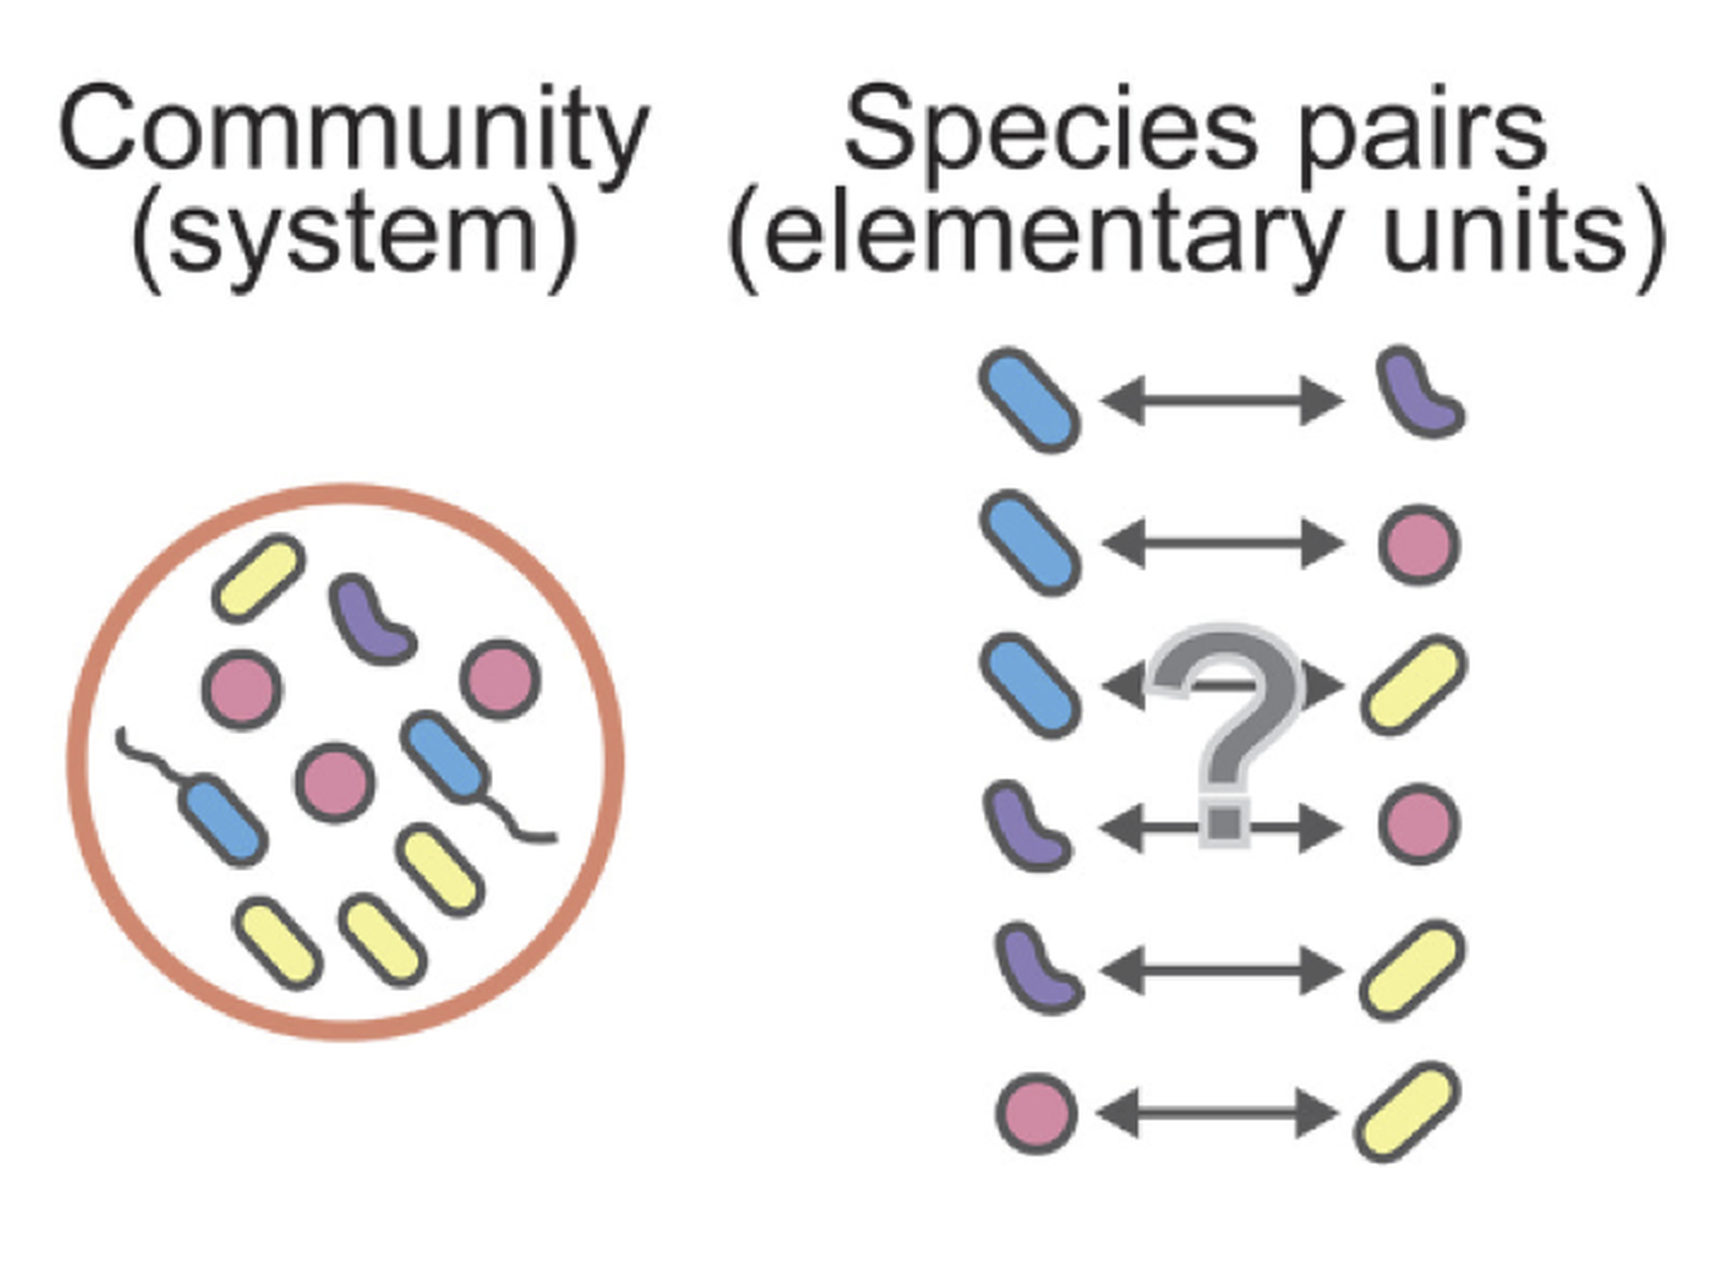 Community
(system)
Species pairs
(elementary units)
?